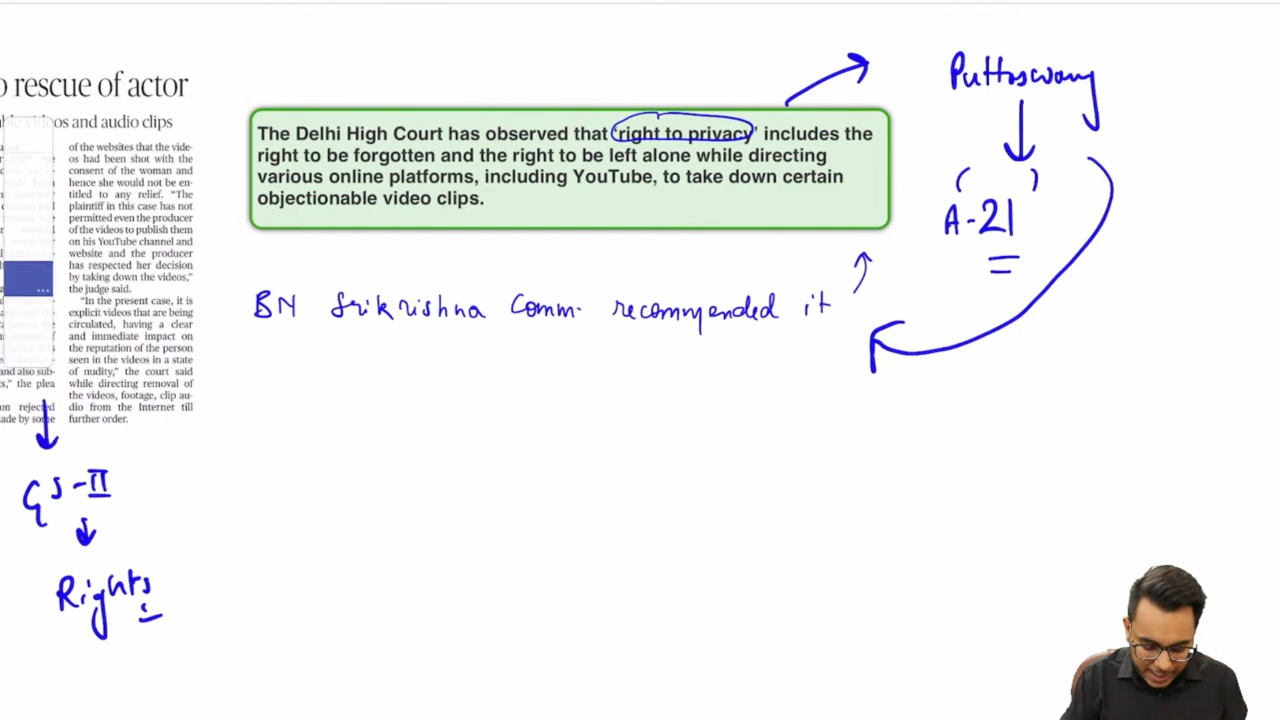 o rescue of actor
able videos and audio clips
of the websites that the vide-
os had been shot with the
consent of the woman and
hence she would not be en-
titled to any relief. “The
plaintiff in this case has not
permitted even the producer
of the videos to publish them
on his YouTube channel and
website and the producer
has respected her decision
by taking down the videos,”
the judge said.
“In the present case, it is
explicit videos that are being
circulated, having a clear
and immediate impact on
the reputation of the person
seen in the videos in a state
of nudity,” the court said
while directing removal of
the videos, footage, clip au-
dio from the Internet till
further order.
and also sub-
s,” the plea
on rejected
ade by some
The Delhi High Court has observed that ‘right to privacy’ includes the
right to be forgotten and the right to be left alone while directing
various online platforms, including YouTube, to take down certain
objectionable video clips.
Puttaswamy
A-21
BN Srikrishna Comm. recommended it
GS-II
Rights